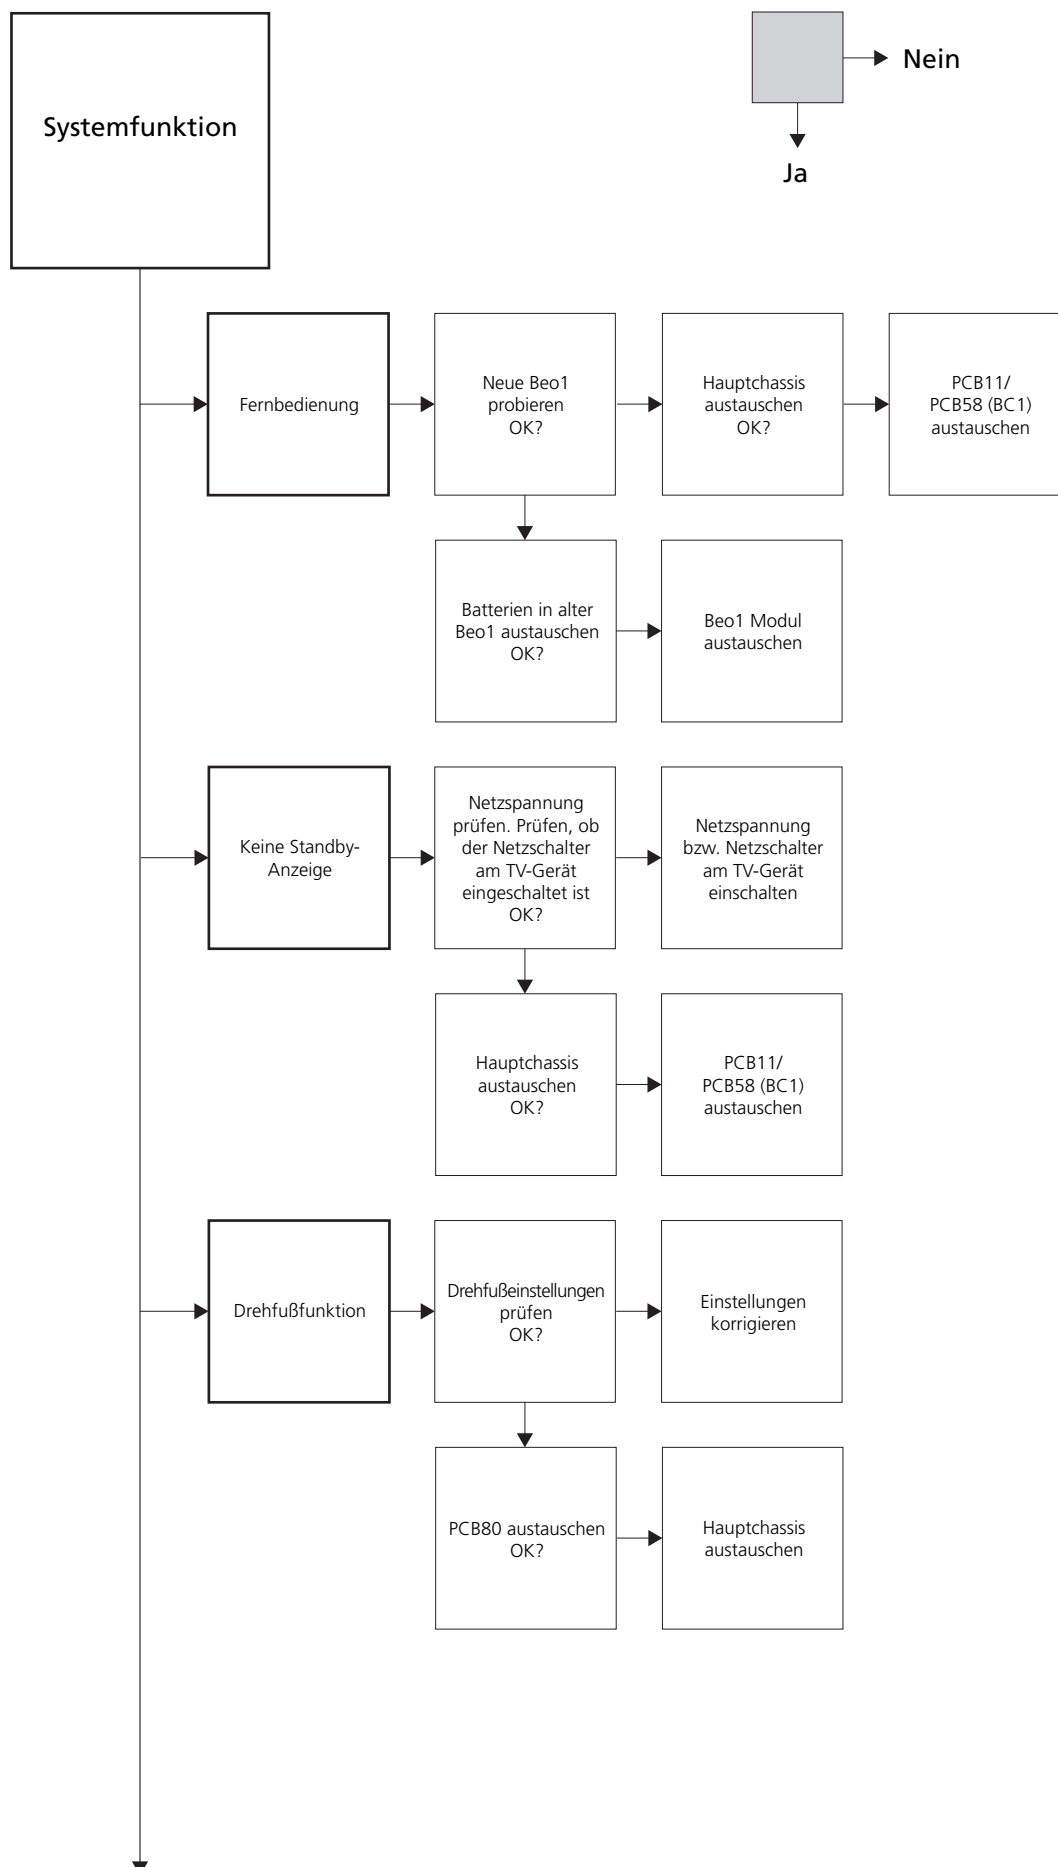 Systemfunktion
Nein
Ja
Fernbedienung
Neue Beo1
probieren
OK?
Hauptchassis
austauschen
OK?
PCB11/
PCB58 (BC1)
austauschen
Batterien in alter
Beo1 austauschen
OK?
Beo1 Modul
austauschen
Keine Standby-
Anzeige
Netzspannung
prüfen. Prüfen, ob
der Netzschalter
am TV-Gerät
eingeschaltet ist
OK?
Netzspannung
bzw. Netzschalter
am TV-Gerät
einschalten
Hauptchassis
austauschen
OK?
PCB11/
PCB58 (BC1)
austauschen
Drehfußfunktion
Drehfußeinstellungen
prüfen
OK?
Einstellungen
korrigieren
PCB80 austauschen
OK?
Hauptchassis
austauschen